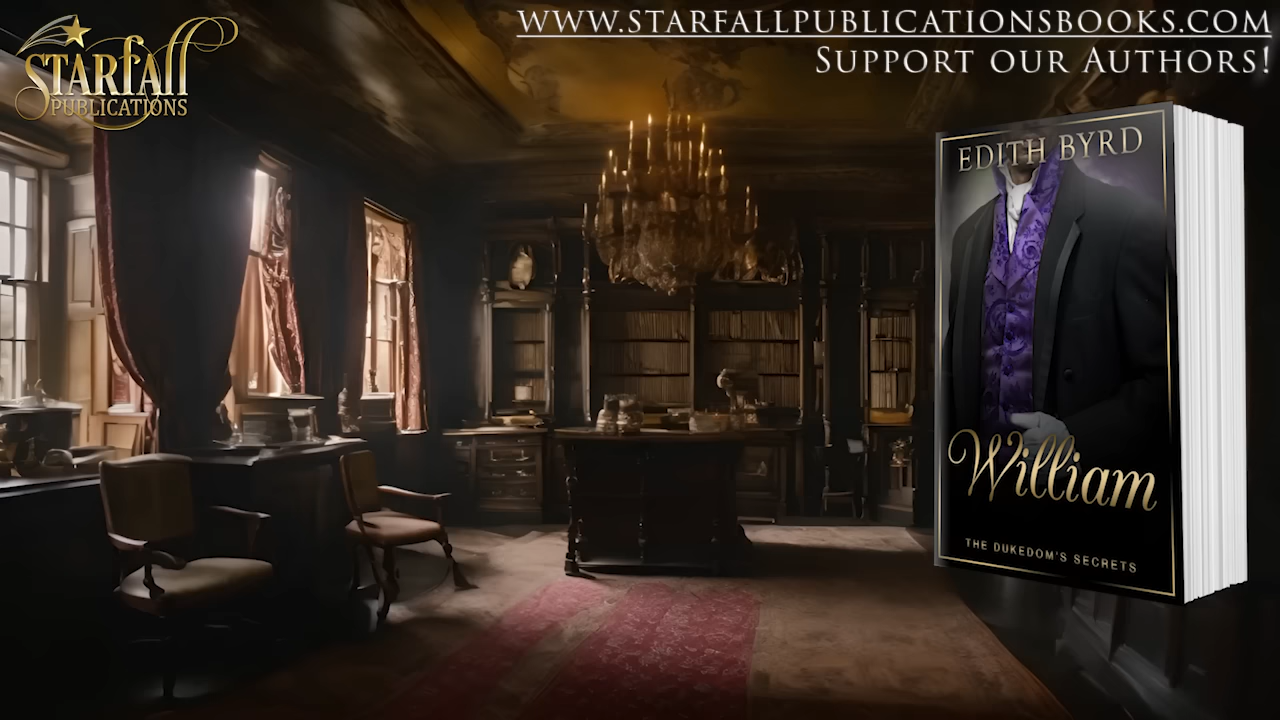 STARfall
PUBLICATIONS
WWW.STARFALLPUBLICATIONSBOOKS.COM
SUPPORT OUR AUTHORS!
EDITH BYRD
William
THE DUKEDOM'S SECRETS